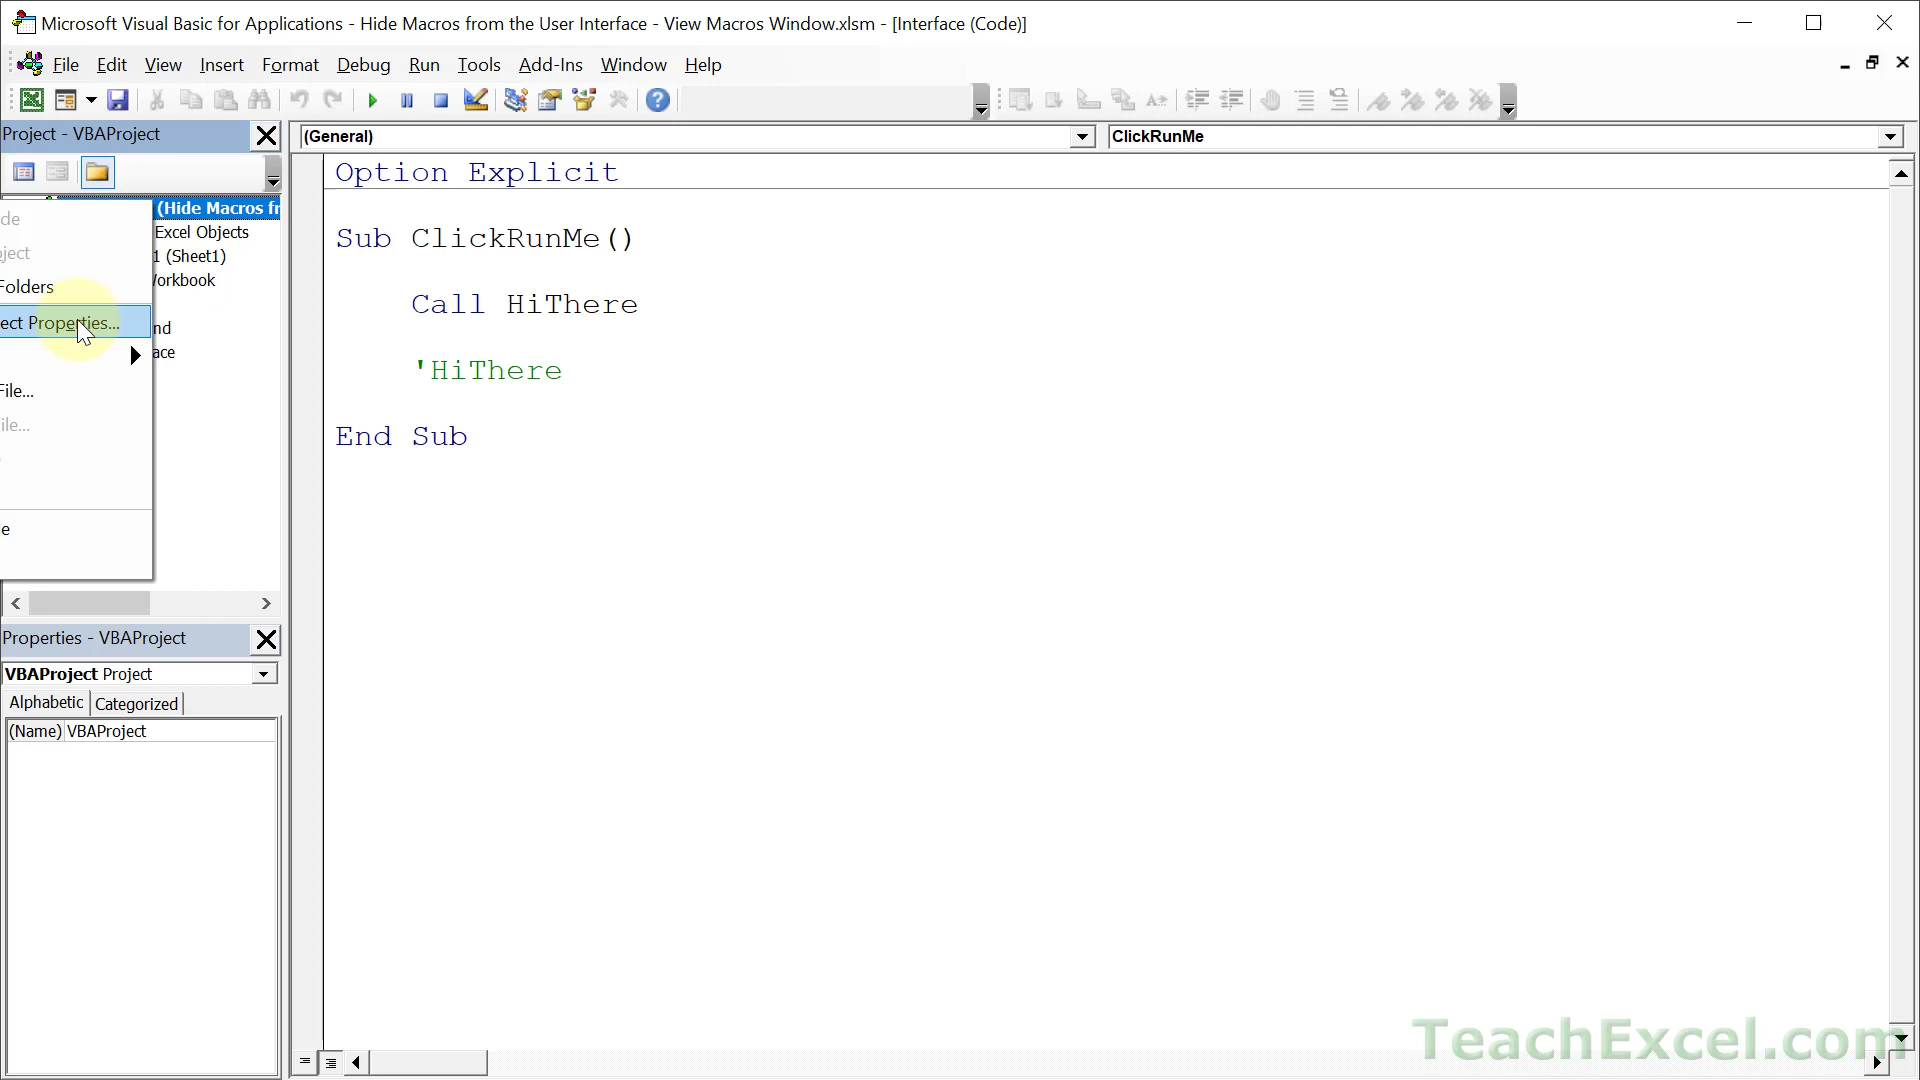 Microsoft Visual Basic for Applications - Hide Macros from the User Interface - View Macros Window.xlsm - [Interface (Code)]
File Edit View Insert Format Debug Run Tools Add-Ins Window Help
Project - VBAProject
(General)
ClickRunMe
Option Explicit
(Hide Macros fr
de
Excel Objects
ject
1 (Sheet1)
Folders
Workbook
ect Properties...
nd
ace
File...
ile...
e
Sub ClickRunMe()
Call HiThere
'HiThere
End Sub
Properties - VBAProject
VBAProject Project
Alphabetic Categorized
(Name) VBAProject
TeachExcel.com